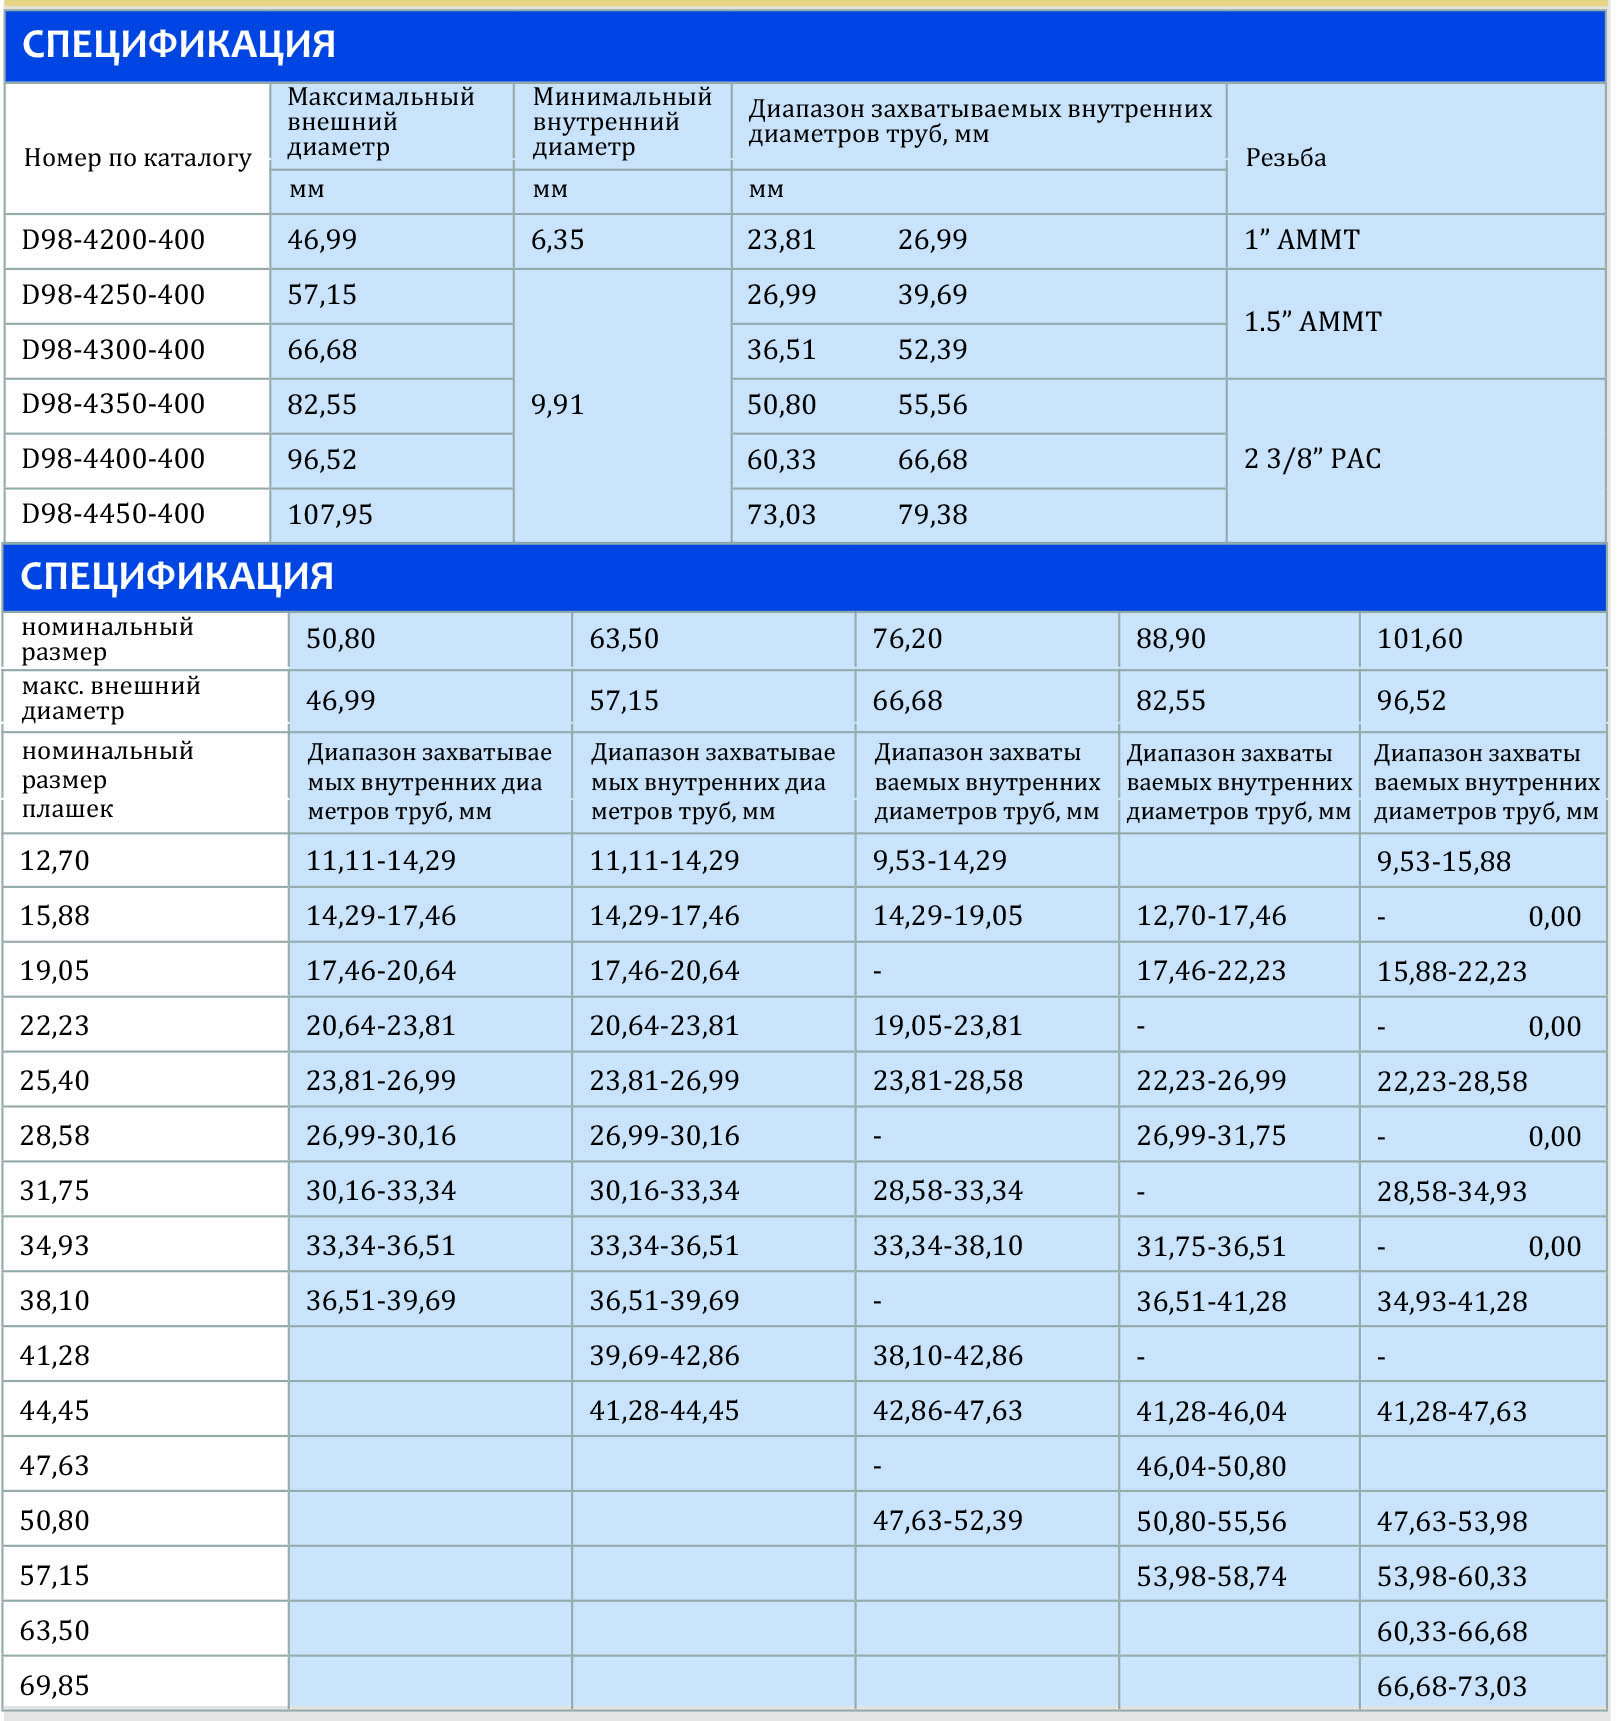 СПЕЦИФИКАЦИЯ
Номер по каталогу
Максимальный
внешний
диаметр
Минимальный
внутренний
диаметр
Диапазон захватываемых внутренних
диаметров труб, мм
Резьба
мм мм мм
D98-4200-400 46,99 6,35 23,81 26,99 1” АММТ
D98-4250-400 57,15 26,99 39,69
1.5” АММТ
D98-4300-400 66,68 36,51 52,39
D98-4350-400 82,55 9,91 50,80 55,56
D98-4400-400 96,52 60,33 66,68 2 3/8” PAC
D98-4450-400 107,95 73,03 79,38
СПЕЦИФИКАЦИЯ
номинальный
размер
50,80 63,50 76,20 88,90 101,60
макс. внешний
диаметр
46,99 57,15 66,68 82,55 96,52
номинальный
размер
плашек
Диапазон захватывае
мых внутренних диа
метров труб, мм
Диапазон захватывае
мых внутренних диа
метров труб, мм
Диапазон захваты
ваемых внутренних
диаметров труб, мм
Диапазон захваты
ваемых внутренних
диаметров труб, мм
Диапазон захваты
ваемых внутренних
диаметров труб, мм
12,70 11,11-14,29 11,11-14,29 9,53-14,29 9,53-15,88
15,88 14,29-17,46 14,29-17,46 14,29-19,05 12,70-17,46 - 0,00
19,05 17,46-20,64 17,46-20,64 - 17,46-22,23 15,88-22,23
22,23 20,64-23,81 20,64-23,81 19,05-23,81 - - 0,00
25,40 23,81-26,99 23,81-26,99 23,81-28,58 22,23-26,99 22,23-28,58
28,58 26,99-30,16 26,99-30,16 - 26,99-31,75 - 0,00
31,75 30,16-33,34 30,16-33,34 28,58-33,34 - 28,58-34,93
34,93 33,34-36,51 33,34-36,51 33,34-38,10 31,75-36,51 - 0,00
38,10 36,51-39,69 36,51-39,69 - 36,51-41,28 34,93-41,28
41,28 39,69-42,86 38,10-42,86 - -
44,45 41,28-44,45 42,86-47,63 41,28-46,04 41,28-47,63
47,63 - 46,04-50,80
50,80 47,63-52,39 50,80-55,56 47,63-53,98
57,15 53,98-58,74 53,98-60,33
63,50 60,33-66,68
69,85 66,68-73,03